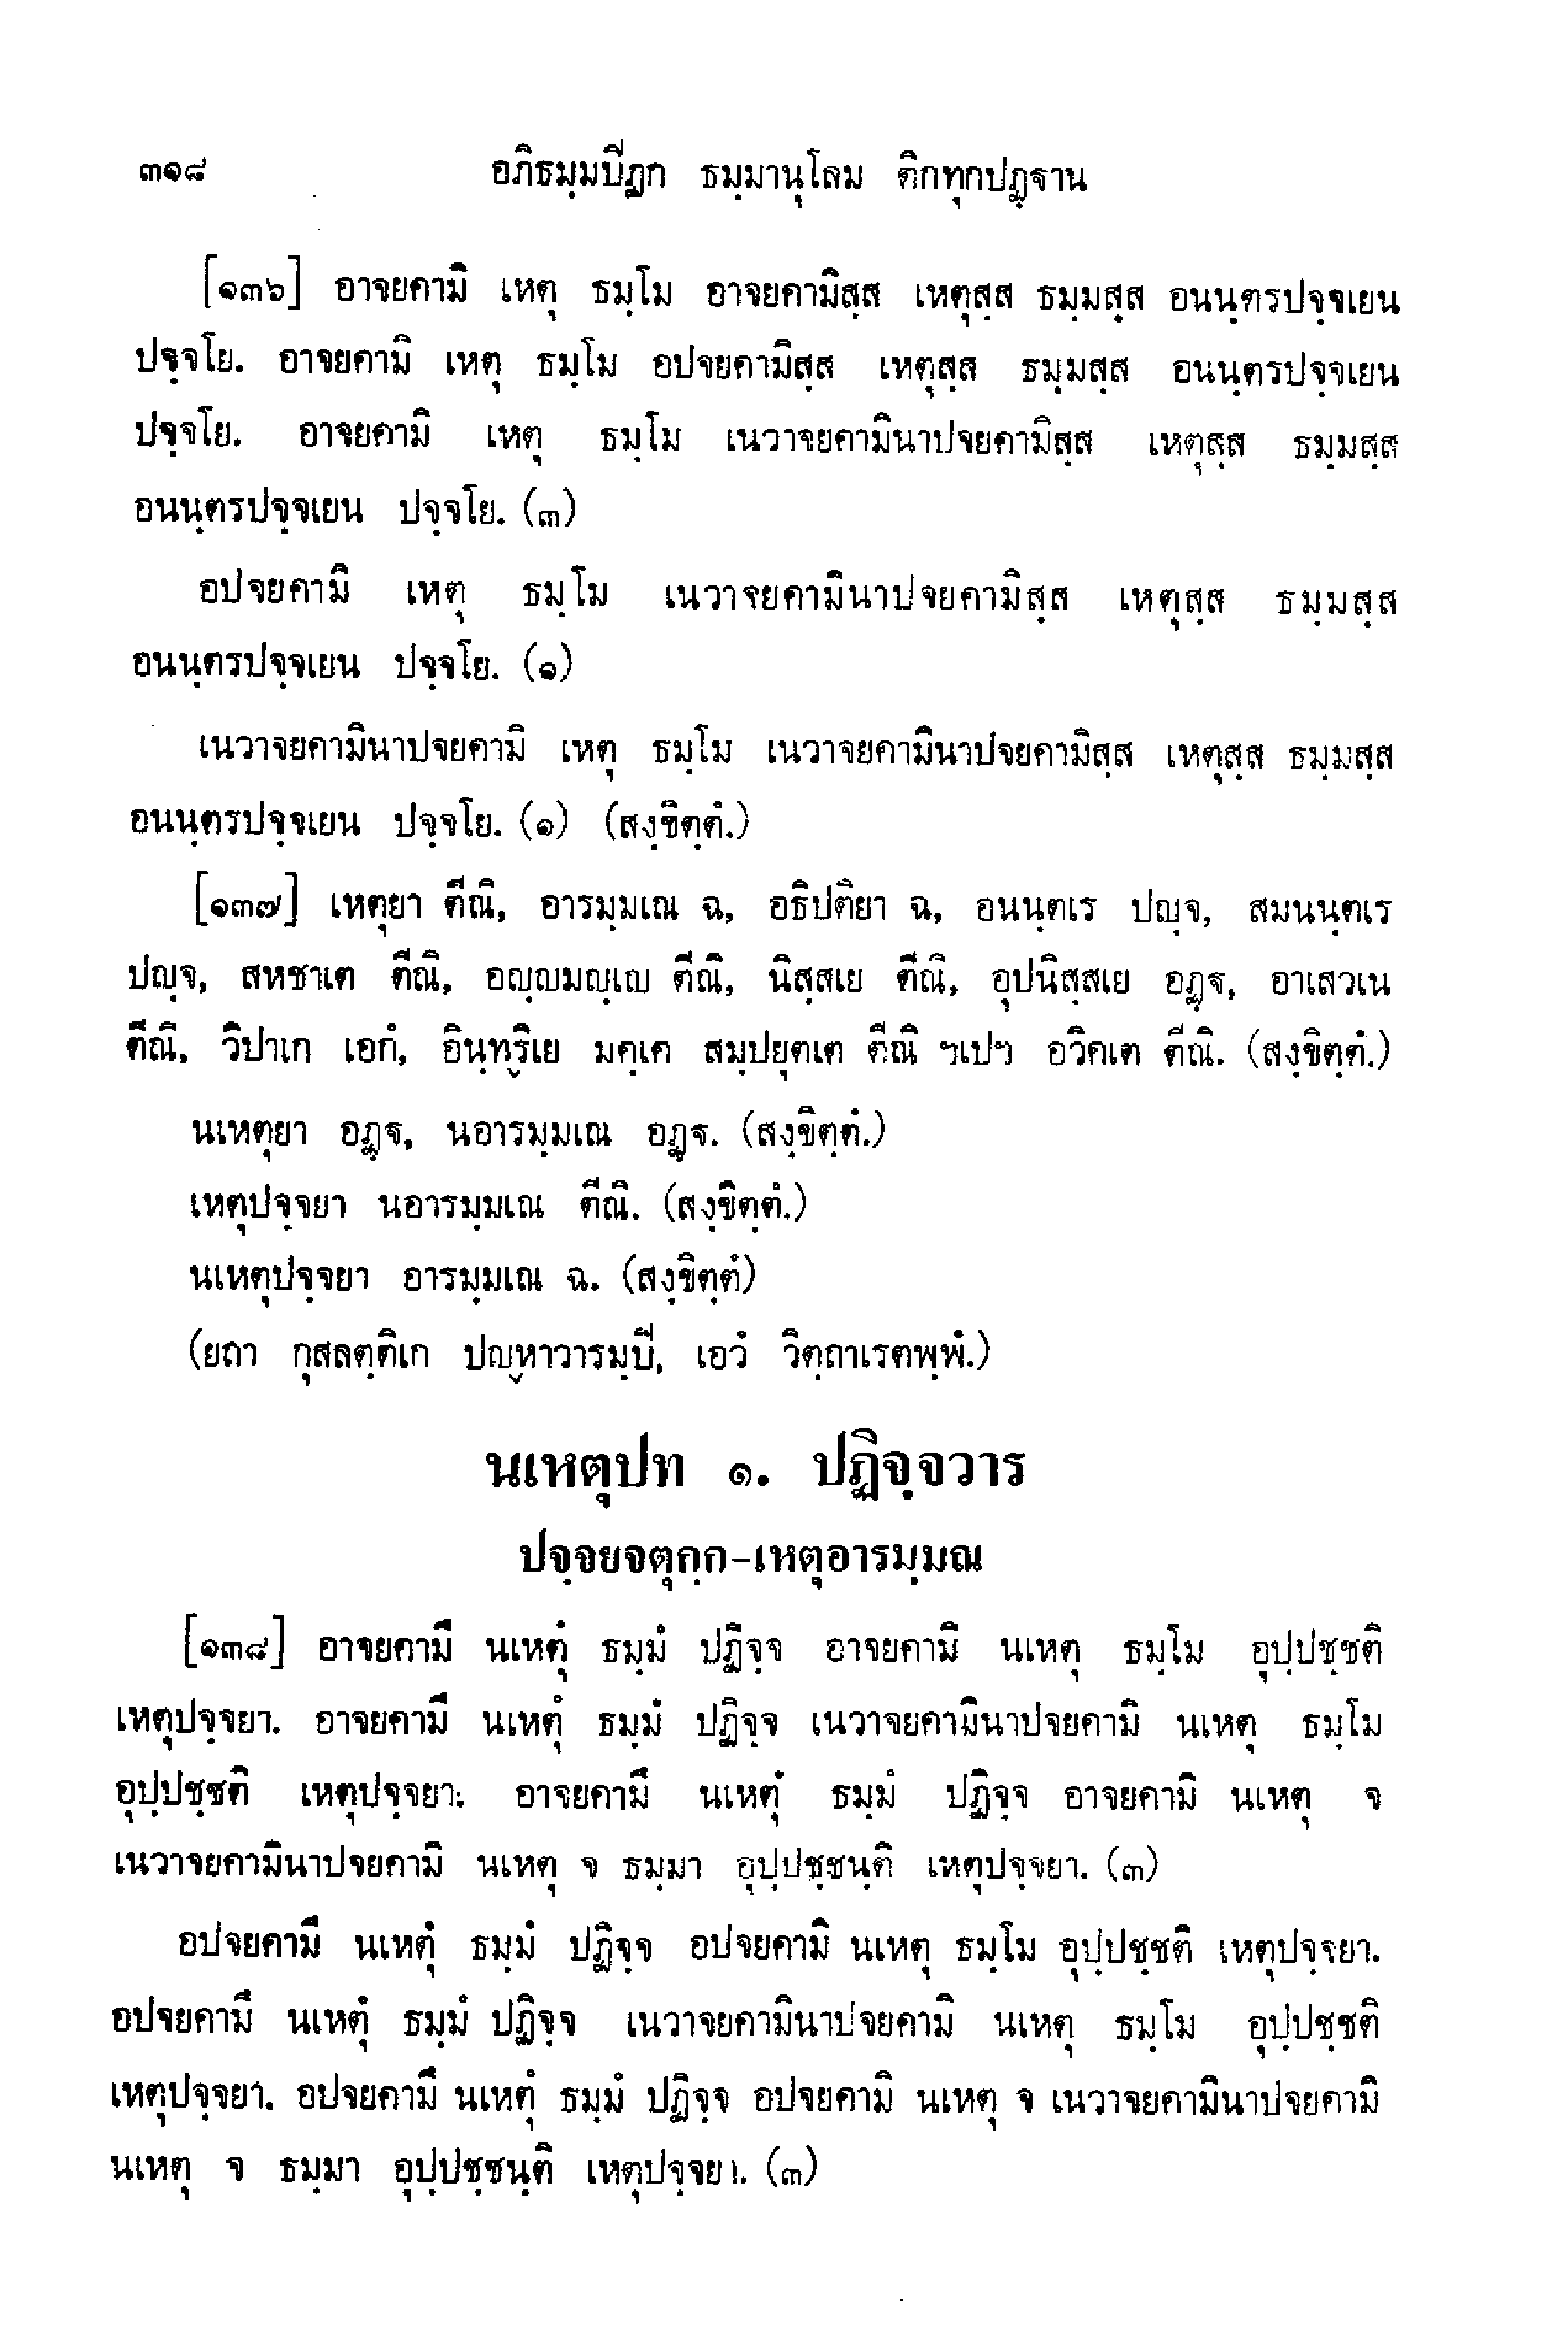 ๓๑๘ อภิธมฺมปิฏก ธมฺมานุโลม ติกทุกปฏฺฐาน
[๑๓๖] อาจยคามิ เหตุ ธมฺโม อาจยคามิสฺส เหตุสฺส ธมฺมสฺส อนนฺตรปจฺจเยน
ปจฺจโย. อาจยคามิ เหตุ ธมฺโม อปจยคามิสฺส เหตุสฺส ธมฺมสฺส อนนฺตรปจฺจเยน
ปจฺจโย. อาจยคามิ เหตุ ธมฺโม เนวาจยคามินาปจยคามิสฺส เหตุสฺส ธมฺมสฺส
อนนฺตรปจฺจเยน ปจฺจโย. (๓)
อปจยคามิ เหตุ ธมฺโม เนวาจยคามินาปจยคามิสฺส เหตุสฺส ธมฺมสฺส
อนนฺตรปจฺจเยน ปจฺจโย. (๑)
เนวาจยคามินาปจยคามิ เหตุ ธมฺโม เนวาจยคามินาปจยคามิสฺส เหตุสฺส ธมฺมสฺส
อนนฺตรปจฺจเยน ปจฺจโย. (๑) (สงฺขิตฺตํ.)
[๑๓๗] เหตุยา ตีณิ, อารมฺมเณ ฉ, อธิปติยา ฉ, อนนฺตเร ปญฺจ, สมนนฺตเร
ปญฺจ, สหชาเต ตีณิ, อญฺญมญฺเญ ตีณิ, นิสฺสเย ตีณิ, อุปนิสฺสเย อฏฺฐ, อาเสวเน
ตีณิ, วิปาเก เอกํ, อินฺทฺริเย มคฺเค สมฺปยุตเต ตีณิ ฯเปฯ อวิคเต ตีณิ. (สงฺขิตฺตํ.)
นเหตุยา อฏฺฐ, นอารมฺมเณ อฏฺฐ. (สงฺขิตฺตํ.)
เหตุปจฺจยา นอารมฺมเณ ตีณิ. (สงฺขิตฺตํ.)
นเหตุปจฺจยา อารมฺมเณ ฉ. (สงฺขิตฺตํ)
(ยถา กุสลตฺติเก ปญฺหาวารมฺปิ, เอวํ วิตฺถาเรตพฺพํ.)
นเหตุปท ๑. ปฏิจฺจวาร
ปจฺจยจตุกฺก-เหตุอารมฺมณ
[๑๓๘] อาจยคามึ นเหตุํ ธมฺมํ ปฏิจฺจ อาจยคามิ นเหตุ ธมฺโม อุปฺปชฺชติ
เหตุปจฺจยา. อาจยคามึ นเหตุํ ธมฺมํ ปฏิจฺจ เนวาจยคามินาปจยคามิ นเหตุ ธมฺโม
อุปฺปชฺชติ เหตุปจฺจยา. อาจยคามึ นเหตุํ ธมฺมํ ปฏิจฺจ อาจยคามิ นเหตุ จ
เนวาจยคามินาปจยคามิ นเหตุ จ ธมฺมา อุปฺปชฺชนฺติ เหตุปจฺจยา. (๓)
อปจยคามึ นเหตุํ ธมฺมํ ปฏิจฺจ อปจยคามิ นเหตุ ธมฺโม อุปฺปชฺชติ เหตุปจฺจยา.
อปจยคามึ นเหตุํ ธมฺมํ ปฏิจฺจ เนวาจยคามินาปจยคามิ นเหตุ ธมฺโม อุปฺปชฺชติ
เหตุปจฺจยา. อปจยคามึ นเหตุํ ธมฺมํ ปฏิจฺจ อปจยคามิ นเหตุ จ เนวาจยคามินาปจยคามิ
นเหตุ จ ธมฺมา อุปฺปชฺชนฺติ เหตุปจฺจยา. (๓)